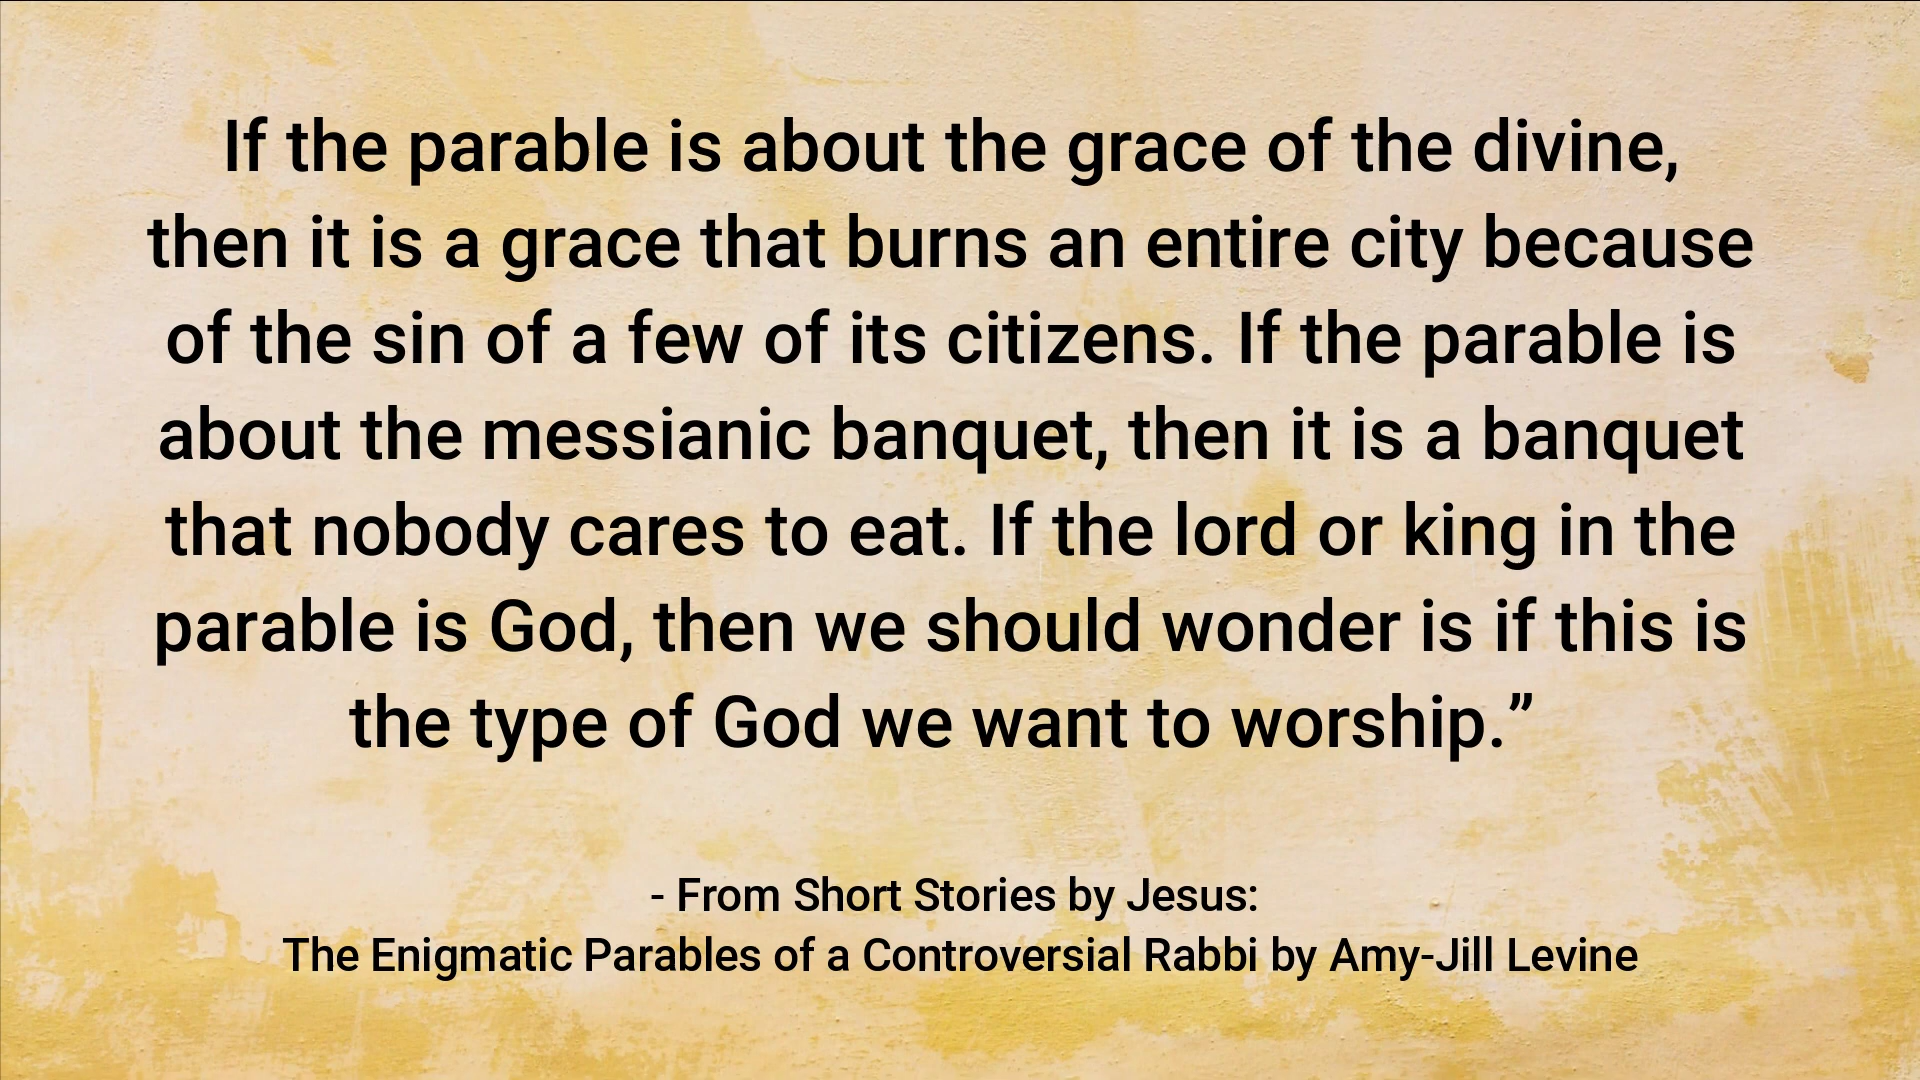 If the parable is about the grace of the divine,
then it is a grace that burns an entire city because
of the sin of a few of its citizens. If the parable is
about the messianic banquet, then it is a banquet
that nobody cares to eat. If the lord or king in the
parable is God, then we should wonder is if this is
the type of God we want to worship.”
- From Short Stories by Jesus:
The Enigmatic Parables of a Controversial Rabbi by Amy-Jill Levine